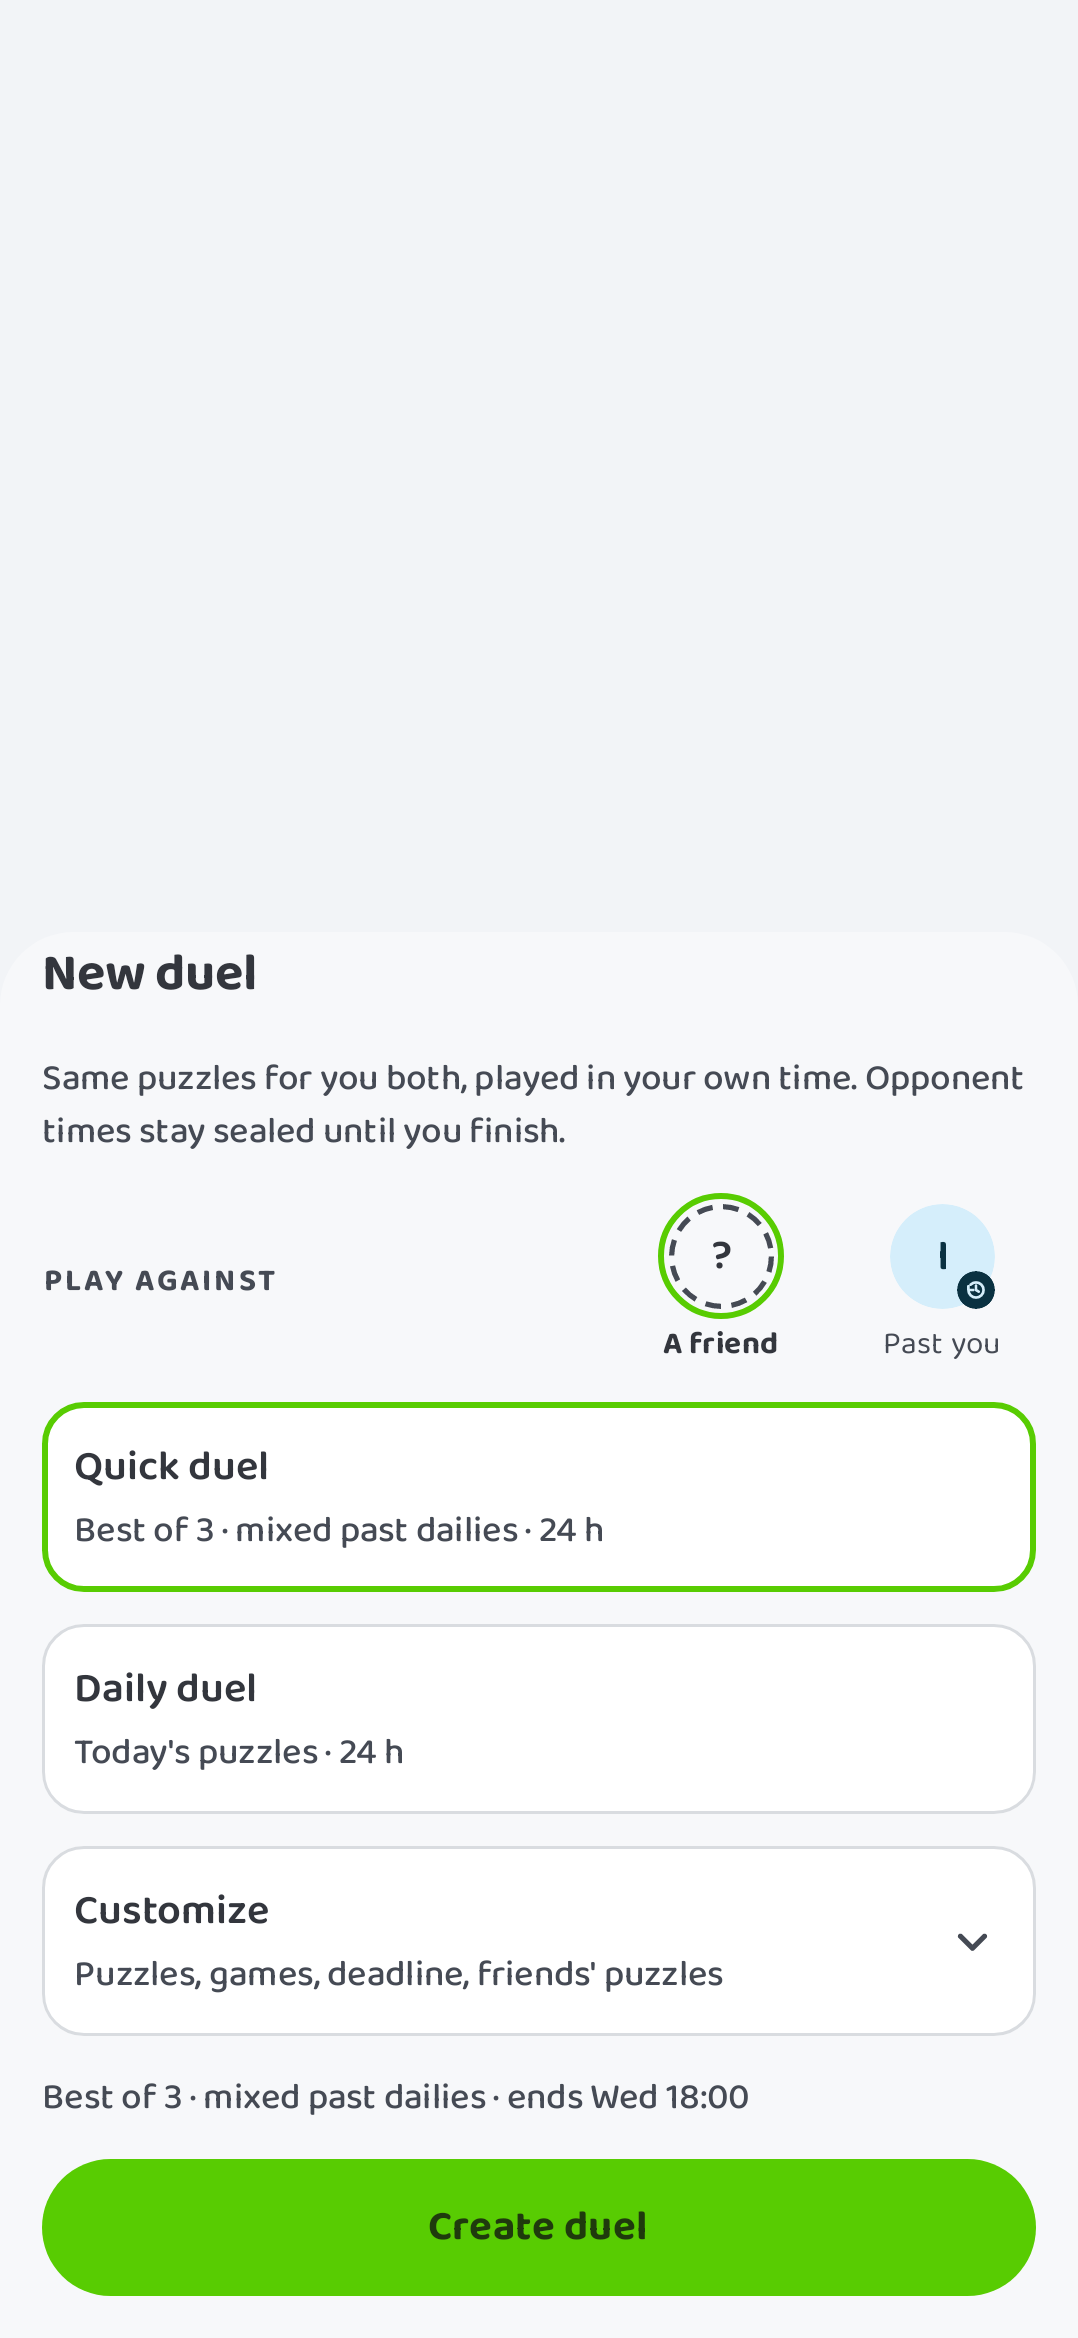 New duel
Same puzzles for you both, played in your own time. Opponent
times stay sealed until you finish.
PLAY AGAINST
?
A friend
I
Past you
Quick duel
Best of 3 · mixed past dailies · 24 h
Daily duel
Today's puzzles · 24 h
Customize
Puzzles, games, deadline, friends' puzzles
Best of 3 · mixed past dailies · ends Wed 18:00
Create duel